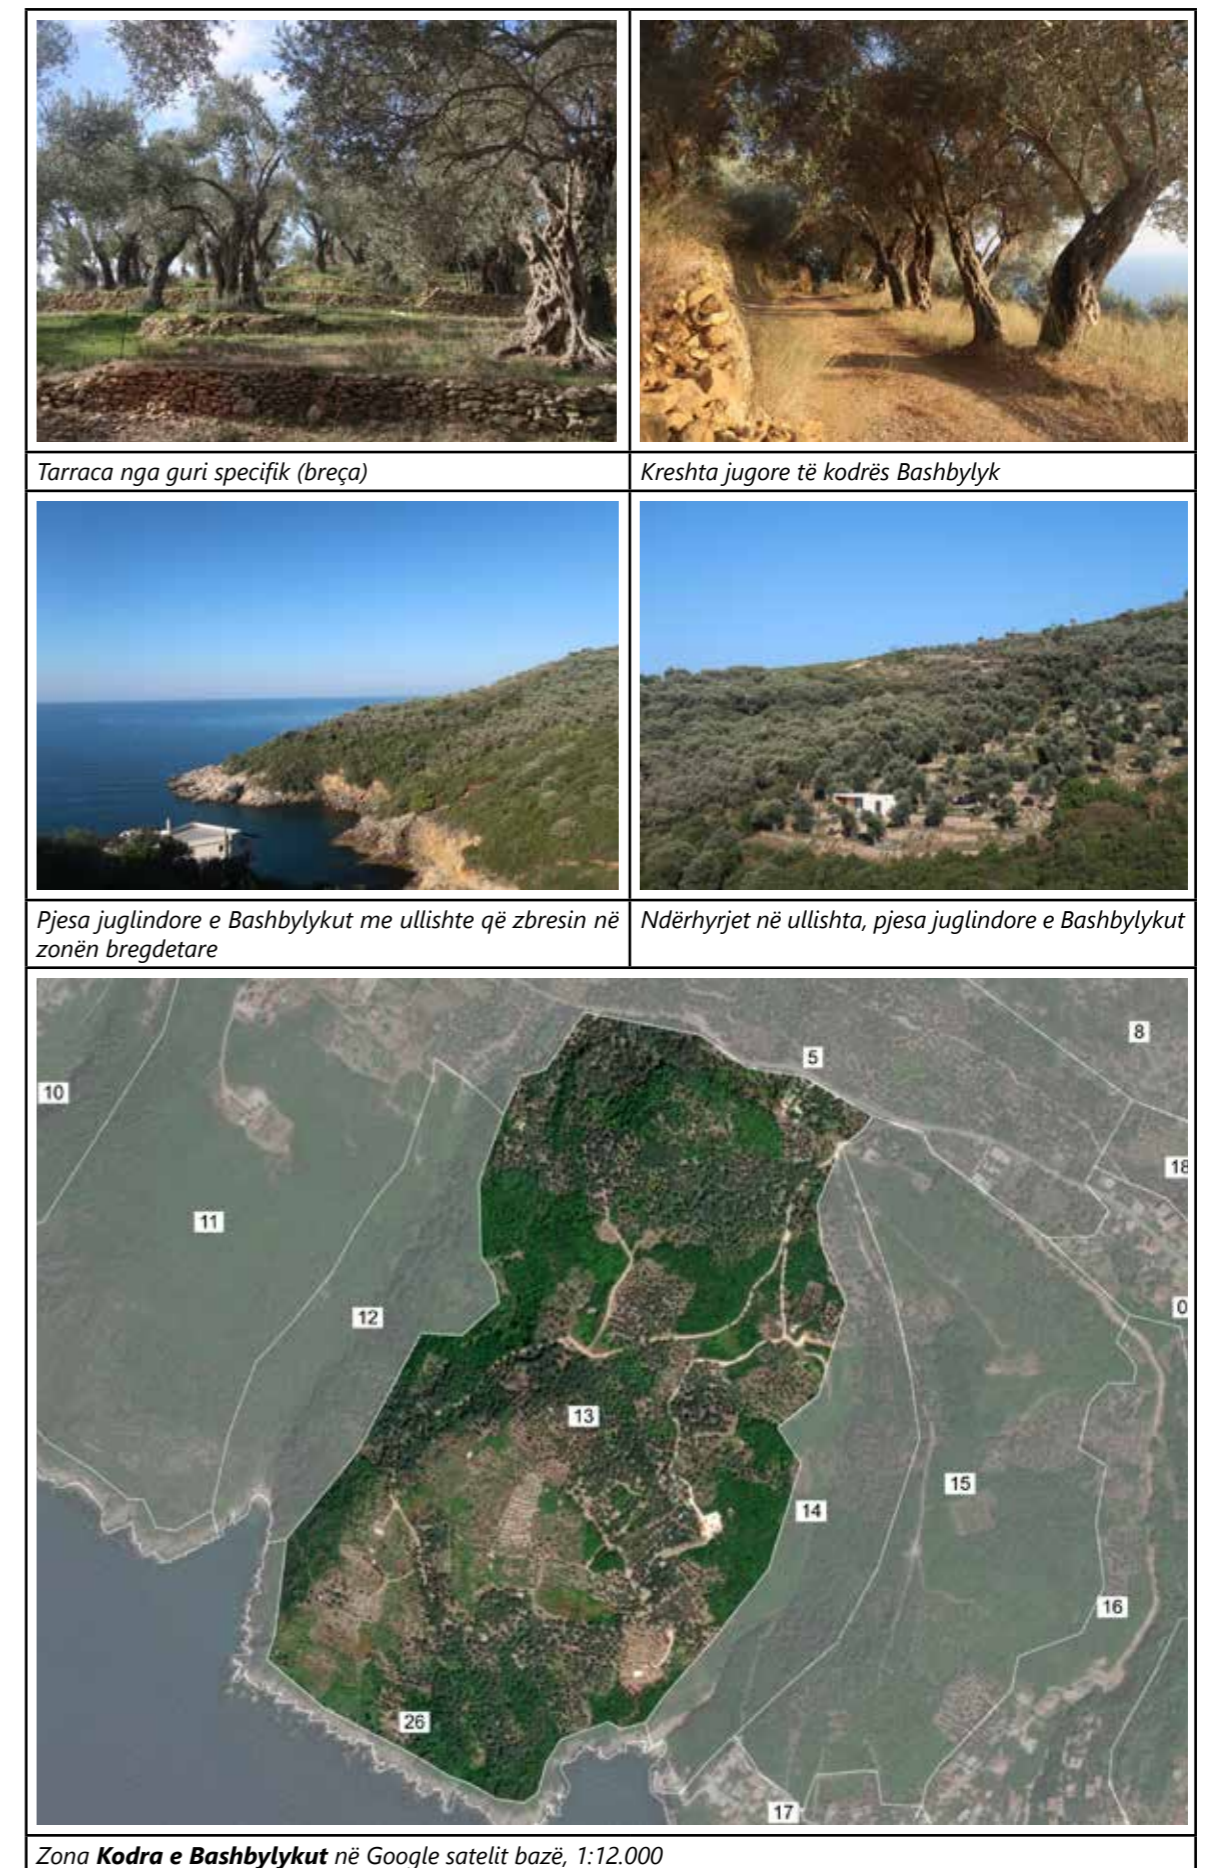 Tarraca nga guri specifik (breça)
Kreshta jugore të kodrës Bashbylyk
Pjesa juglindore e Bashbylykut me ullishte që zbresin në
zonën bregdetare
Ndërhyrjet në ullishta, pjesa juglindore e Bashbylykut
8
5
10
18
11
0
12
13
15
14
16
26
17
Zona Kodra e Bashbylykut në Google satelit bazë, 1:12.000